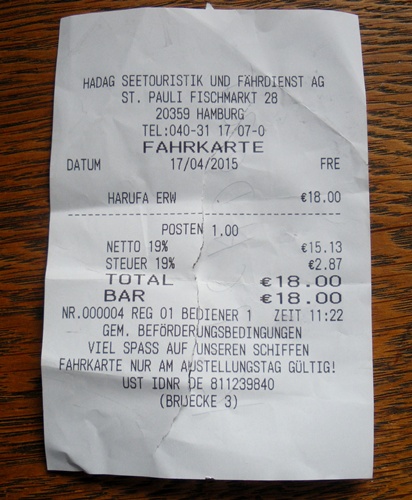 HADAG SEETOURISTIK UND FÄHRDIENST AG
ST. PAULI FISCHMARKT 28
20359 HAMBURG
TEL:040-31 17/07-0
FAHRKARTE
DATUM 17/04/2015 FRE
HARUFA ERW €18.00
POSTEN 1.00
NETTO 19% €15.13
STEUER 19% €2.87
TOTAL €18.00
BAR €18.00
NR.000004 REG 01 BEDIENER 1 ZEIT 11:22
GEM. BEFÖRDERUNGSBEDINGUNGEN
VIEL SPASS AUF UNSEREN SCHIFFEN
FAHRKARTE NUR AM AUSTELLUNGSTAG GÜLTIG!
UST IDNR DE 811239840
(BRUECKE 3)